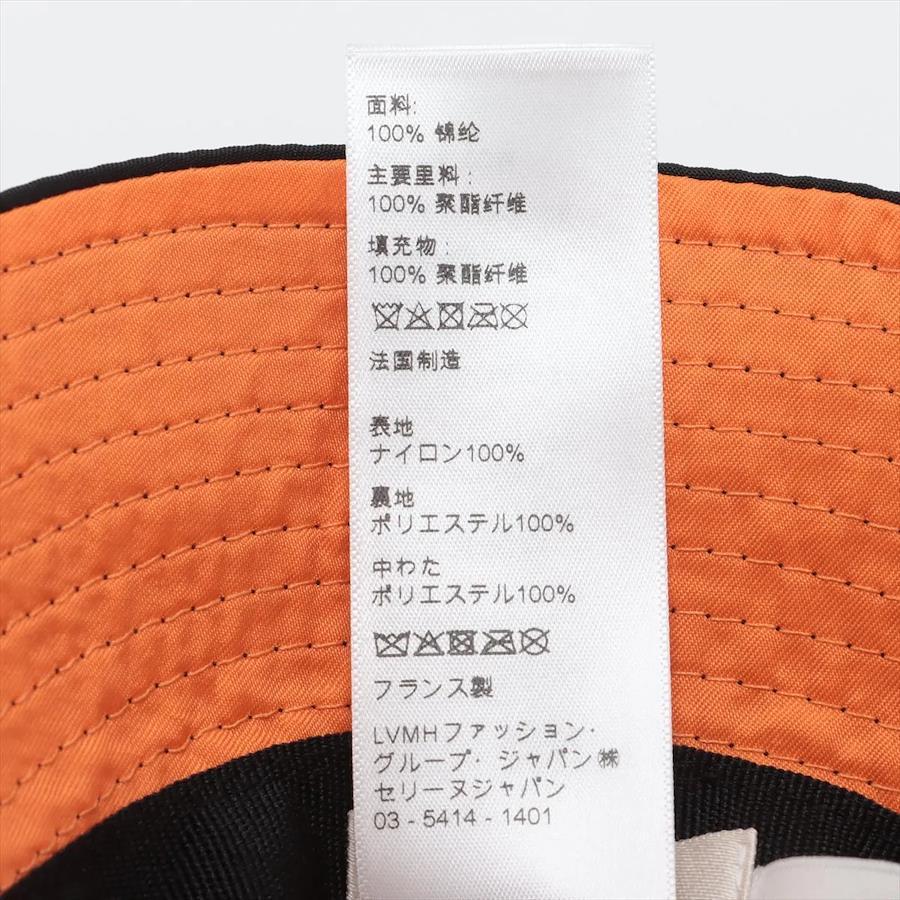 面料:
100% 锦纶
主要里料:
100% 聚酯纤维
填充物:
100% 聚酯纤维
法国制造
表地
ナイロン100%
裏地
ポリエステル100%
中わた
ポリエステル100%
フランス製
LVMHファッション・
グループ・ジャパン㈱
セリーヌジャパン
03 - 5414 - 1401